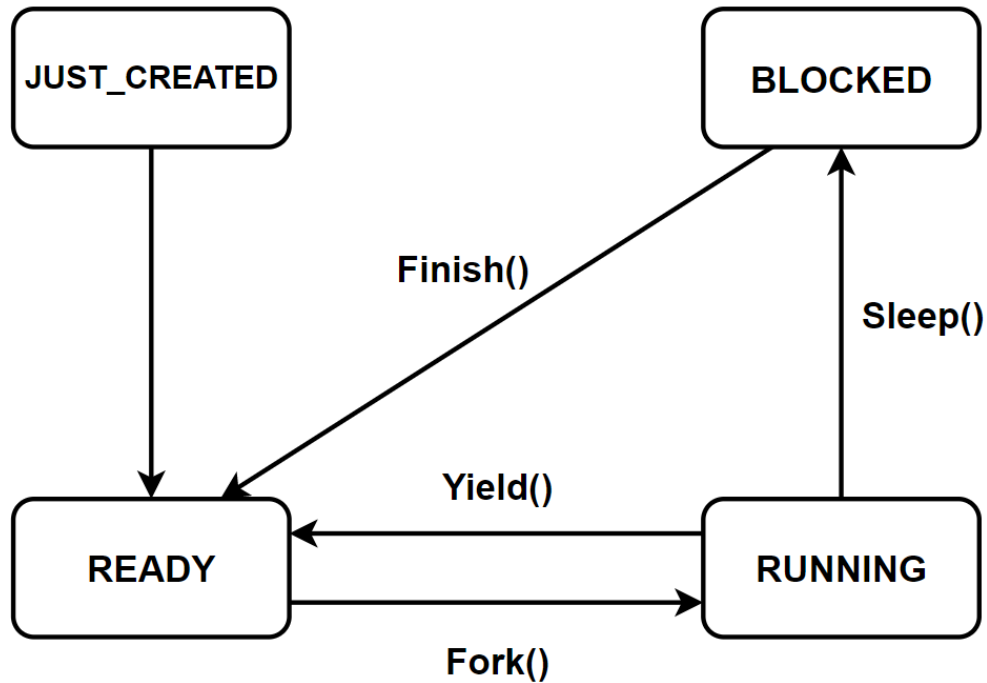 JUST_CREATED
BLOCKED
Finish()
Sleep()
Yield()
READY
RUNNING
Fork()